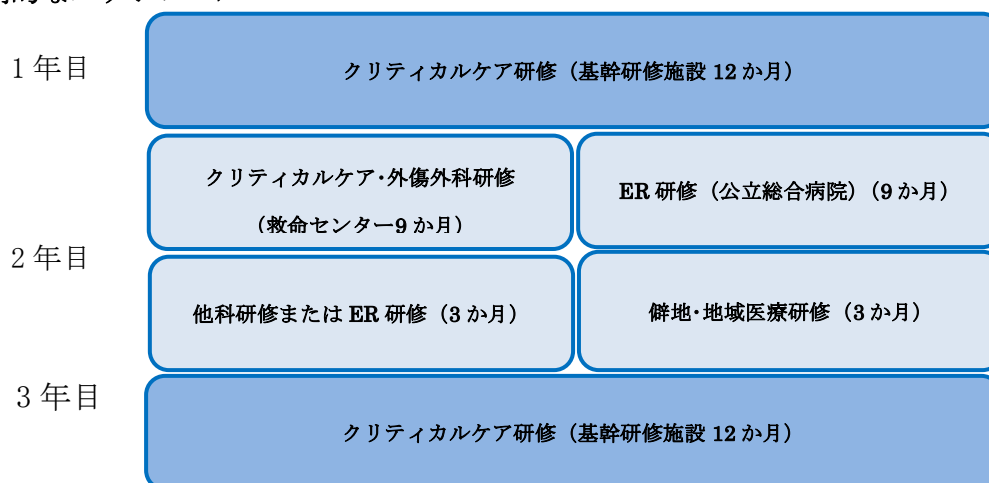 1年目
クリティカルケア研修（基幹研修施設 12 か月）
クリティカルケア・外傷外科研修
（救命センター9 か月）
ER 研修（公立総合病院）（9 か月）
2年目
他科研修または ER 研修（3 か月）
僻地・地域医療研修（3 か月）
3年目
クリティカルケア研修（基幹研修施設 12 か月）